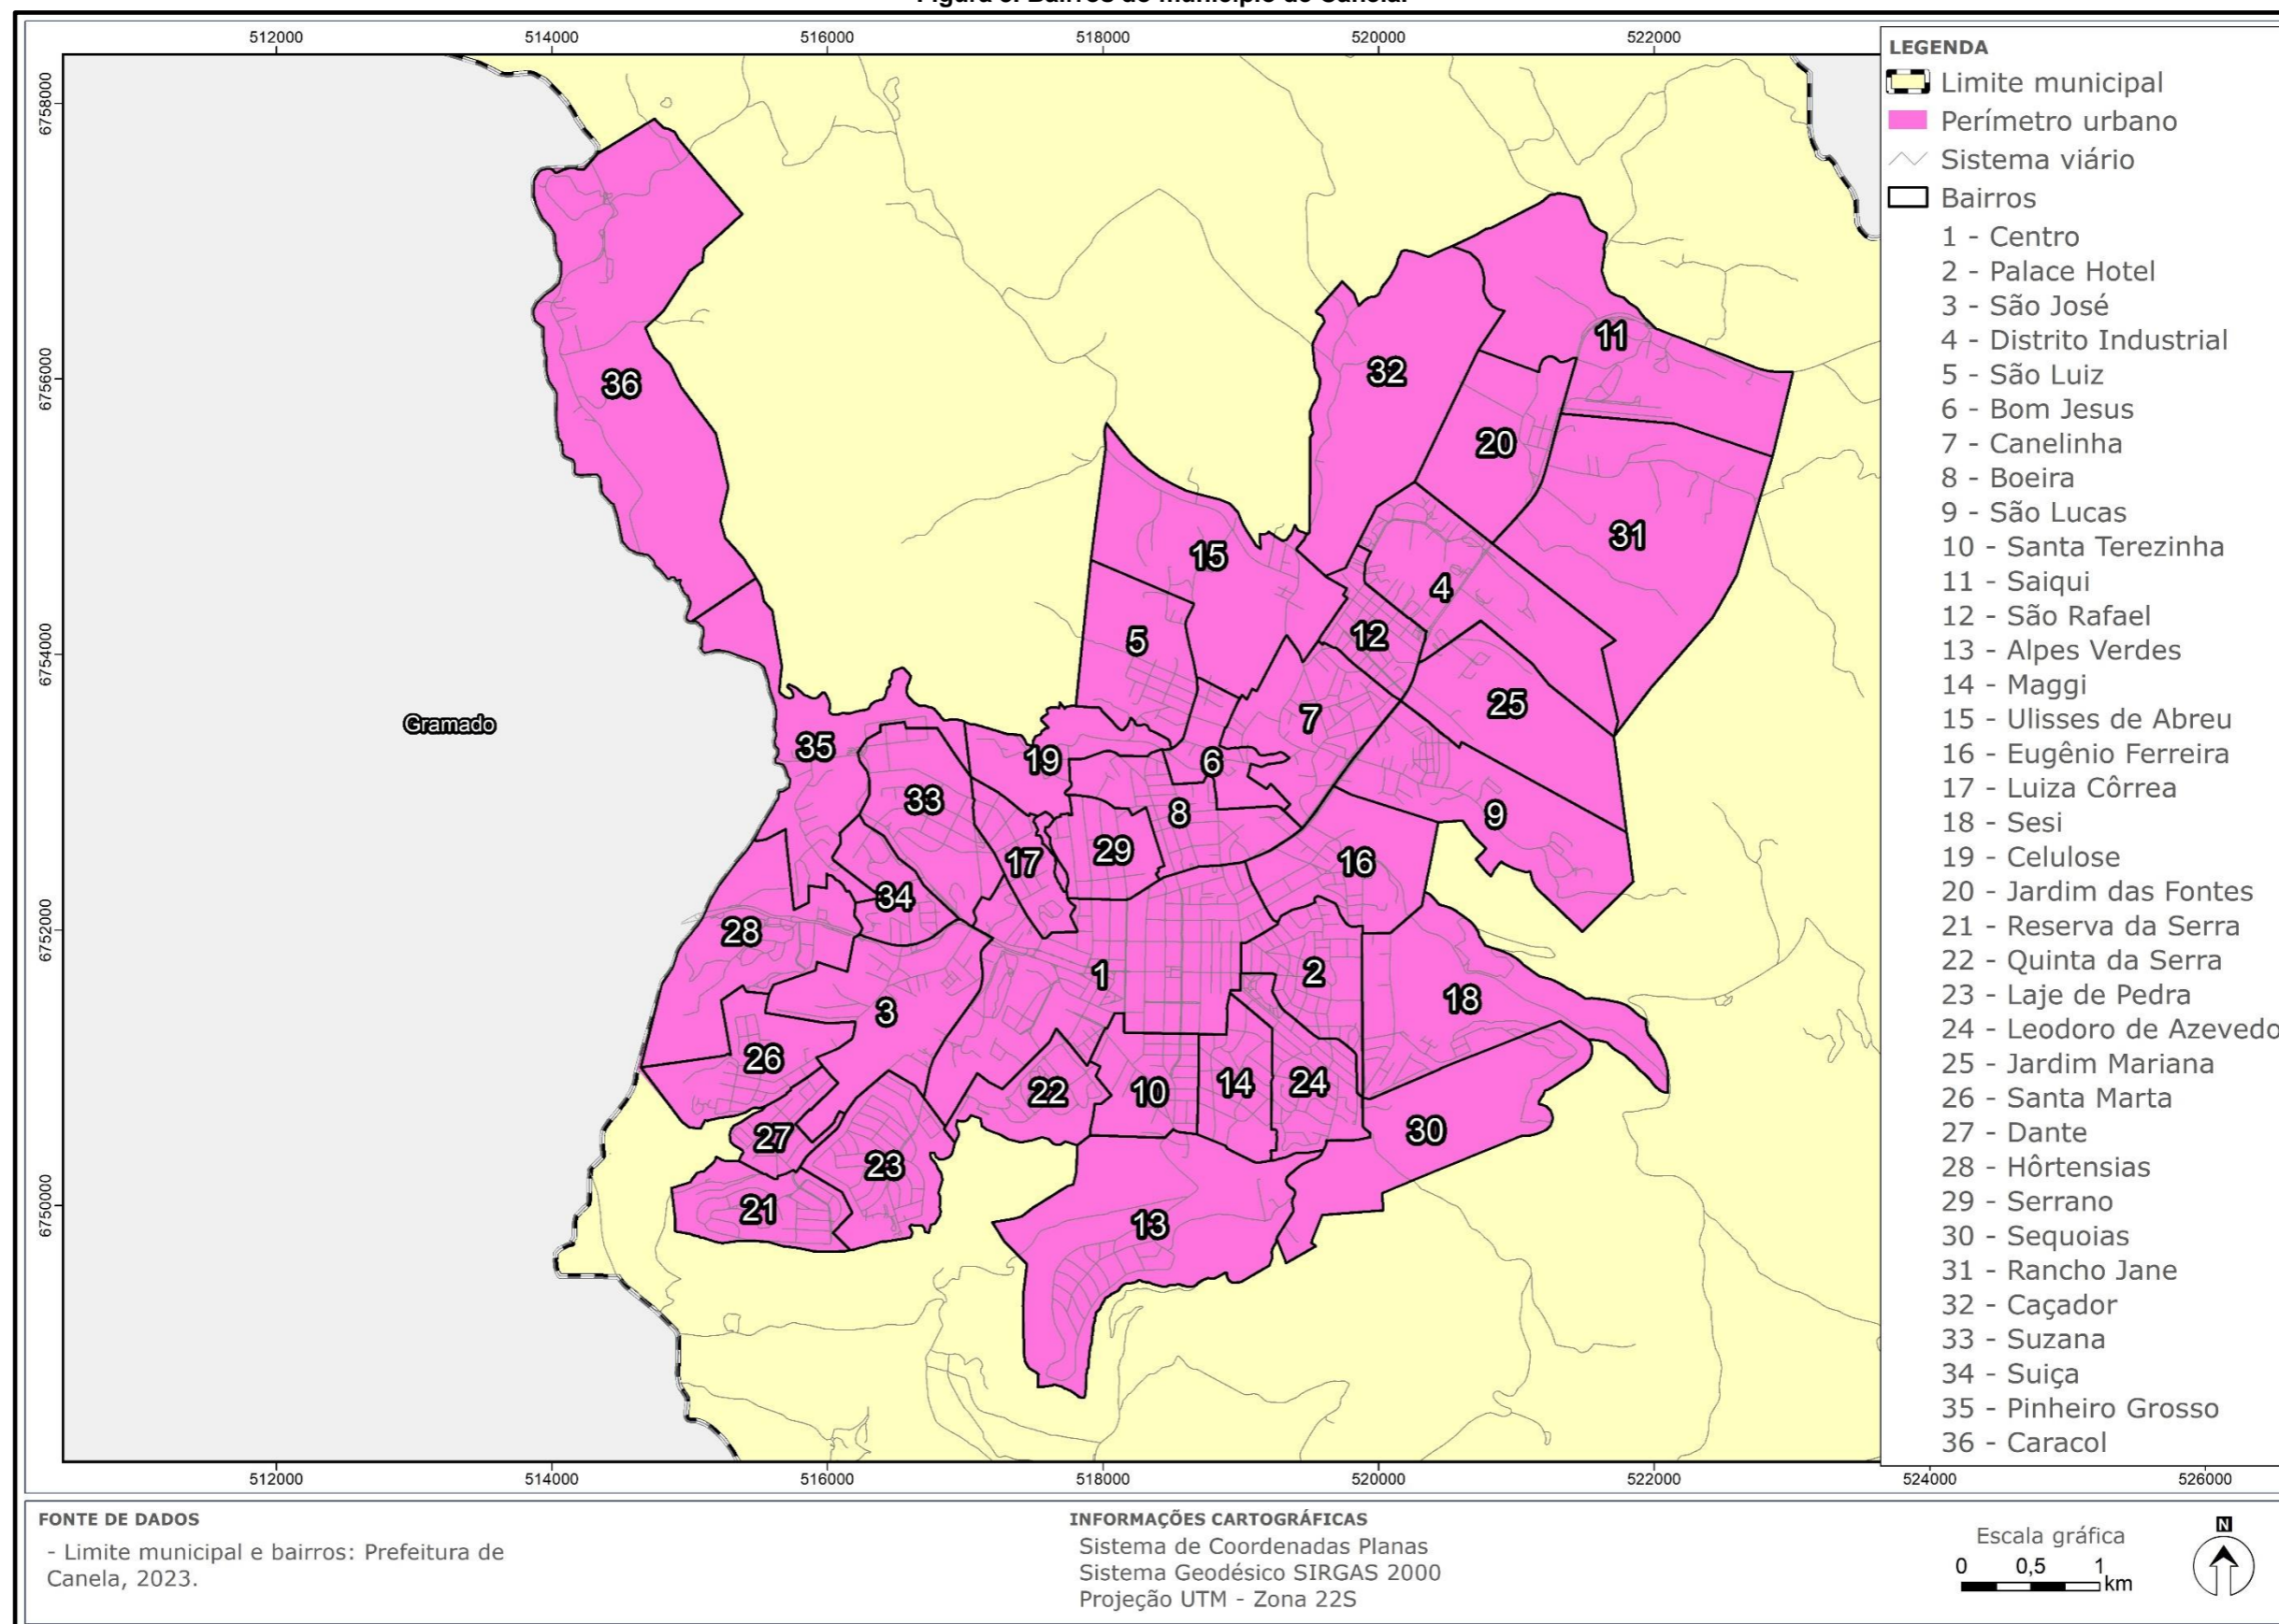 Figura 3. Bairros do município de Canela.
512000 514000 516000 518000 520000 522000
6758000
6756000
6754000
6752000
6750000
36
11
32
20
31
15
4
5
12
25
7
35
19
6
33
8
9
29
17
16
34
28
2
1
18
3
26
14
24
22
10
30
27
23
21
13
Gramado
512000 514000 516000 518000 520000 522000 524000 526000
LEGENDA
Limite municipal
Perímetro urbano
Sistema viário
Bairros
1 - Centro
2 - Palace Hotel
3 - São José
4 - Distrito Industrial
5 - São Luiz
6 - Bom Jesus
7 - Canelinha
8 - Boeira
9 - São Lucas
10 - Santa Terezinha
11 - Saiqui
12 - São Rafael
13 - Alpes Verdes
14 - Maggi
15 - Ulisses de Abreu
16 - Eugênio Ferreira
17 - Luiza Côrrea
18 - Sesi
19 - Celulose
20 - Jardim das Fontes
21 - Reserva da Serra
22 - Quinta da Serra
23 - Laje de Pedra
24 - Leodoro de Azevedo
25 - Jardim Mariana
26 - Santa Marta
27 - Dante
28 - Hôrtensias
29 - Serrano
30 - Sequoias
31 - Rancho Jane
32 - Caçador
33 - Suzana
34 - Suiça
35 - Pinheiro Grosso
36 - Caracol
FONTE DE DADOS
- Limite municipal e bairros: Prefeitura de
Canela, 2023.
INFORMAÇÕES CARTOGRÁFICAS
Sistema de Coordenadas Planas
Sistema Geodésico SIRGAS 2000
Projeção UTM - Zona 22S
Escala gráfica
0 0,5 1
km
N